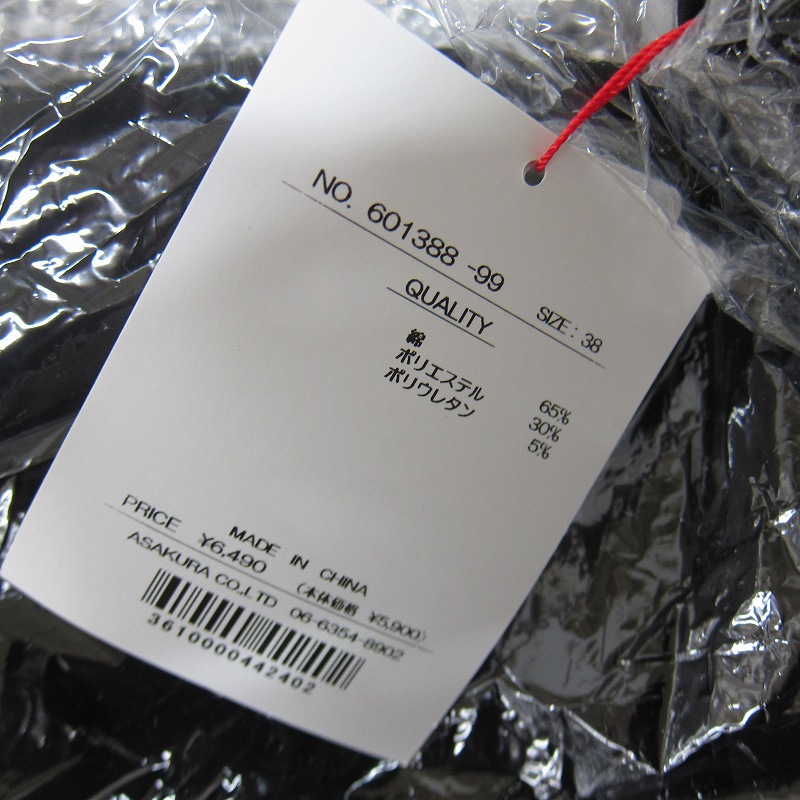 NO. 601388 -99 SIZE: 38
QUALITY
綿 65%
ポリエステル 30%
ポリウレタン 5%
MADE IN CHINA
PRICE ¥6,490 (本体価格 ¥5,900)
ASAKURA CO.,LTD 06-6354-8902
3610000442402